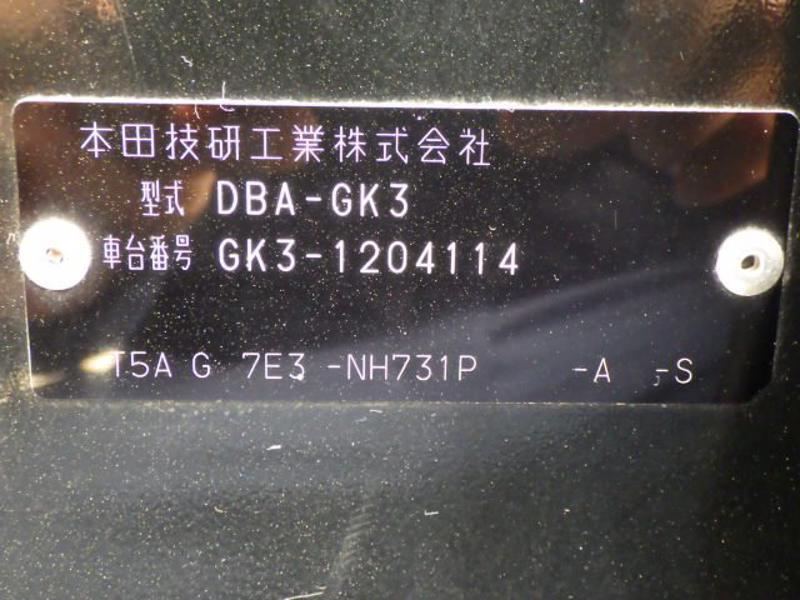 本田技研工業株式会社
型式 DBA-GK3
車台番号 GK3-1204114
T5A G 7E3 -NH731P -A -S